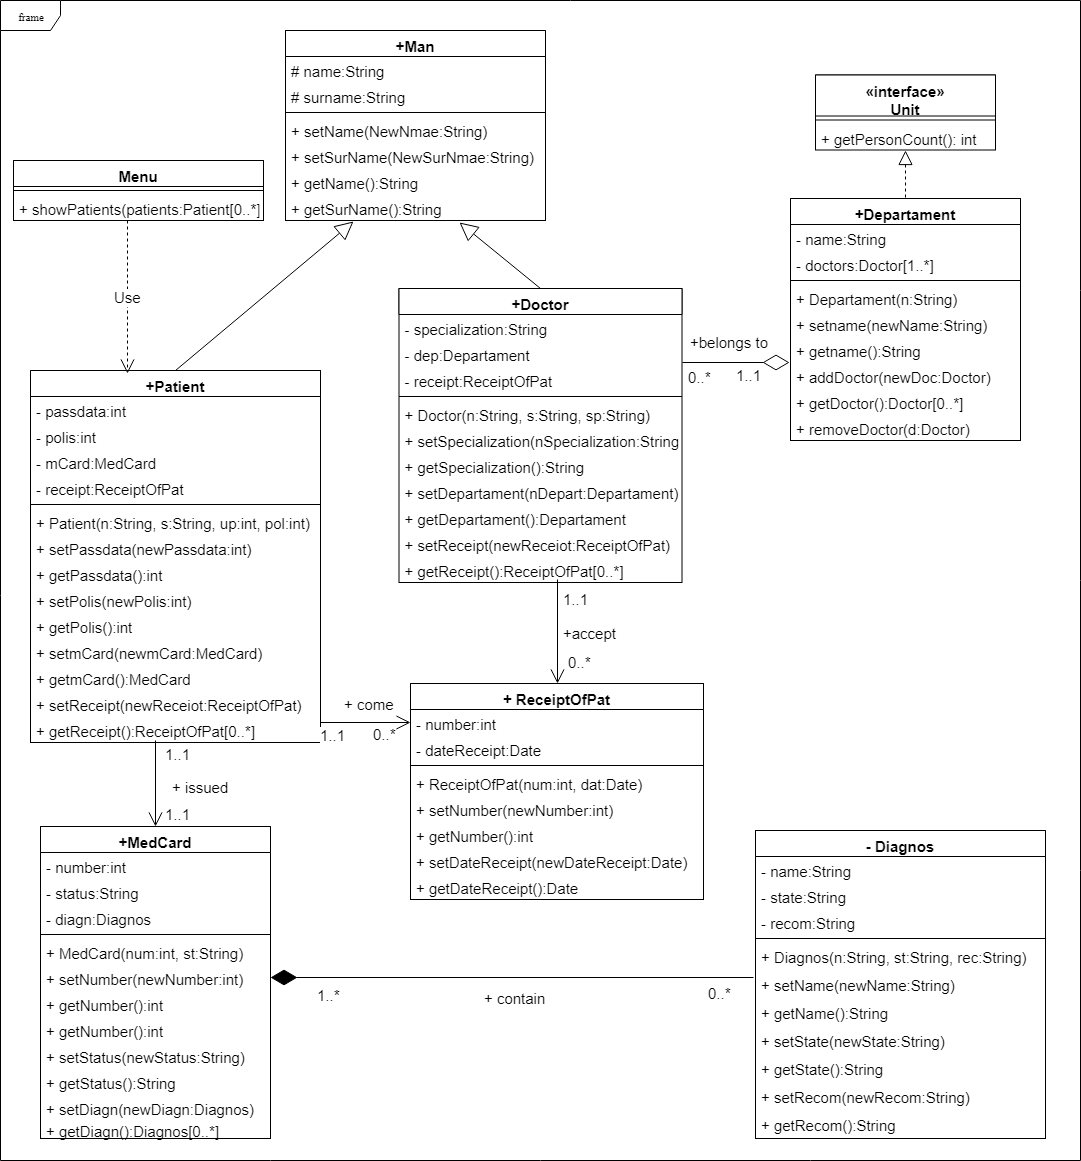 frame
+Man
# name:String
# surname:String
+ setName(NewNmae:String)
+ setSurName(NewSurNmae:String)
+ getName():String
+ getSurName():String
«interface»
Unit
+ getPersonCount(): int
Menu
+ showPatients(patients:Patient[0..*]
Use
+Departament
- name:String
- doctors:Doctor[1..*]
+ Departament(n:String)
+ setname(newName:String)
+ getname():String
+ addDoctor(newDoc:Doctor)
+ getDoctor():Doctor[0..*]
+ removeDoctor(d:Doctor)
+Doctor
- specialization:String
- dep:Departament
- receipt:ReceiptOfPat
+ Doctor(n:String, s:String, sp:String)
+ setSpecialization(nSpecialization:String
+ getSpecialization():String
+ setDepartament(nDepart:Departament)
+ getDepartament():Departament
+ setReceipt(newReceiot:ReceiptOfPat)
+ getReceipt():ReceiptOfPat[0..*]
+belongs to
0..*
1..1
+Patient
- passdata:int
- polis:int
- mCard:MedCard
- receipt:ReceiptOfPat
+ Patient(n:String, s:String, up:int, pol:int)
+ setPassdata(newPassdata:int)
+ getPassdata():int
+ setPolis(newPolis:int)
+ getPolis():int
+ setmCard(newmCard:MedCard)
+ getmCard():MedCard
+ setReceipt(newReceiot:ReceiptOfPat)
+ getReceipt():ReceiptOfPat[0..*]
1..1
+accept
0..*
+ come
1..1
0..*
+ ReceiptOfPat
- number:int
- dateReceipt:Date
+ ReceiptOfPat(num:int, dat:Date)
+ setNumber(newNumber:int)
+ getNumber():int
+ setDateReceipt(newDateReceipt:Date)
+ getDateReceipt():Date
1..1
+ issued
1..1
+MedCard
- number:int
- status:String
- diagn:Diagnos
+ MedCard(num:int, st:String)
+ setNumber(newNumber:int)
+ getNumber():int
+ getNumber():int
+ setStatus(newStatus:String)
+ getStatus():String
+ setDiagn(newDiagn:Diagnos)
+ getDiagn():Diagnos[0..*]
1..*
+ contain
0..*
- Diagnos
- name:String
- state:String
- recom:String
+ Diagnos(n:String, st:String, rec:String)
+ setName(newName:String)
+ getName():String
+ setState(newState:String)
+ getState():String
+ setRecom(newRecom:String)
+ getRecom():String